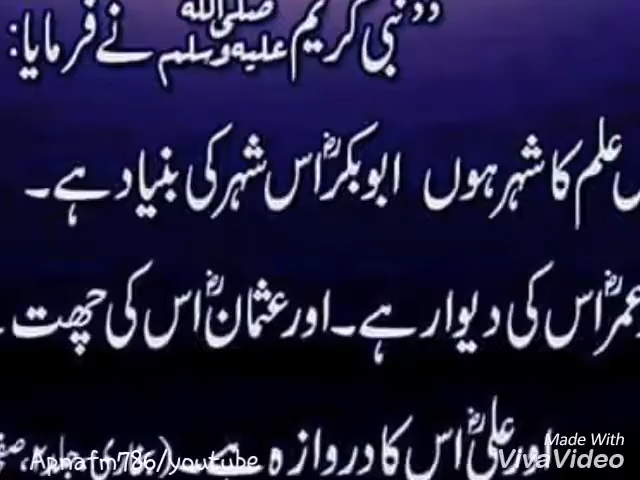 ”نبی کریم صلی اللہ علیہ وسلم نے فرمایا:
علم کا شہر ہوں ابوبکرؓ اس شہر کی بنیاد ہے۔
عمرؓ اس کی دیوار ہے۔ اور عثمانؓ اس کی چھت
اور علیؓ اس کا دروازہ ہے۔
Apnafm786/youtube
Made With
VivaVideo